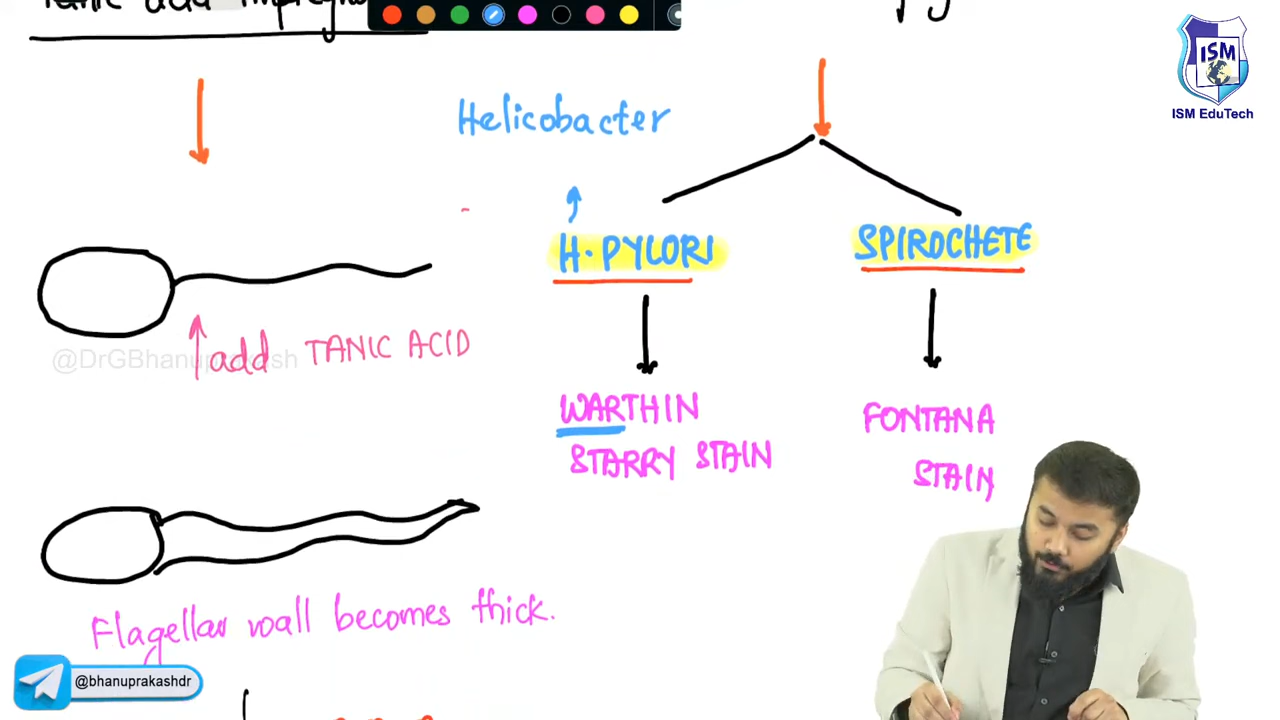 ISM
ISM EduTech
Helicobacter
H. PYLORI
SPIROCHETE
add TANIC ACID
@DrGBhanuprakash
WARTHIN
STARRY STAIN
FONTANA
STAIN
Flagellar wall becomes thick.
@bhanuprakashdr